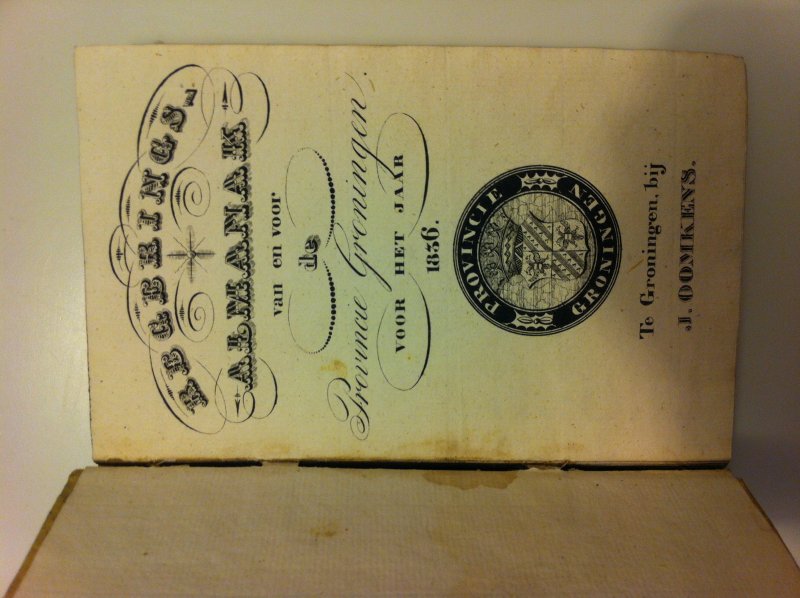 REGERINGS-
ALMANAK
van en voor
de
Provincie Groningen.
VOOR HET JAAR
1836.
PROVINCIE
GRONINGEN
Te Groningen, bij
J. OOMKENS.